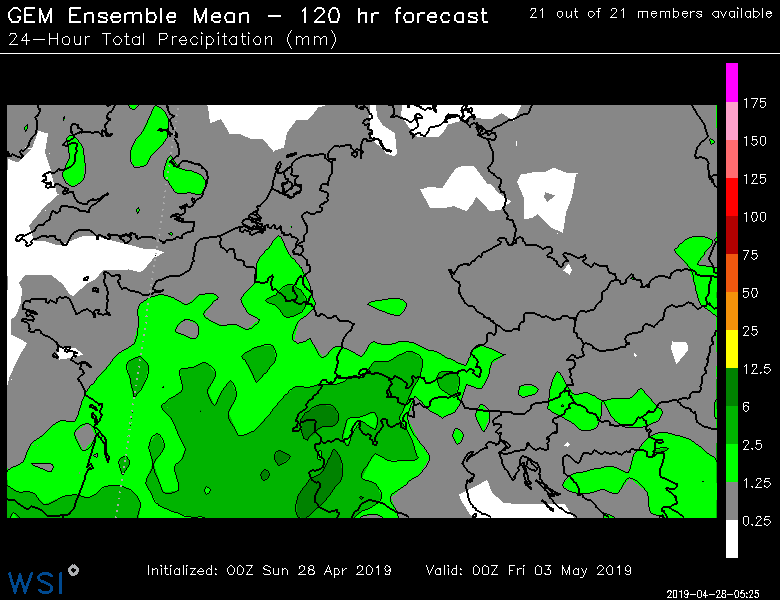 GEM Ensemble Mean - 120 hr forecast
21 out of 21 members available
24-Hour Total Precipitation (mm)
175
150
125
100
75
50
25
12.5
6
2.5
1.25
0.25
Initialized: 00Z Sun 28 Apr 2019 Valid: 00Z Fri 03 May 2019
WSI
2019-04-28-05:25